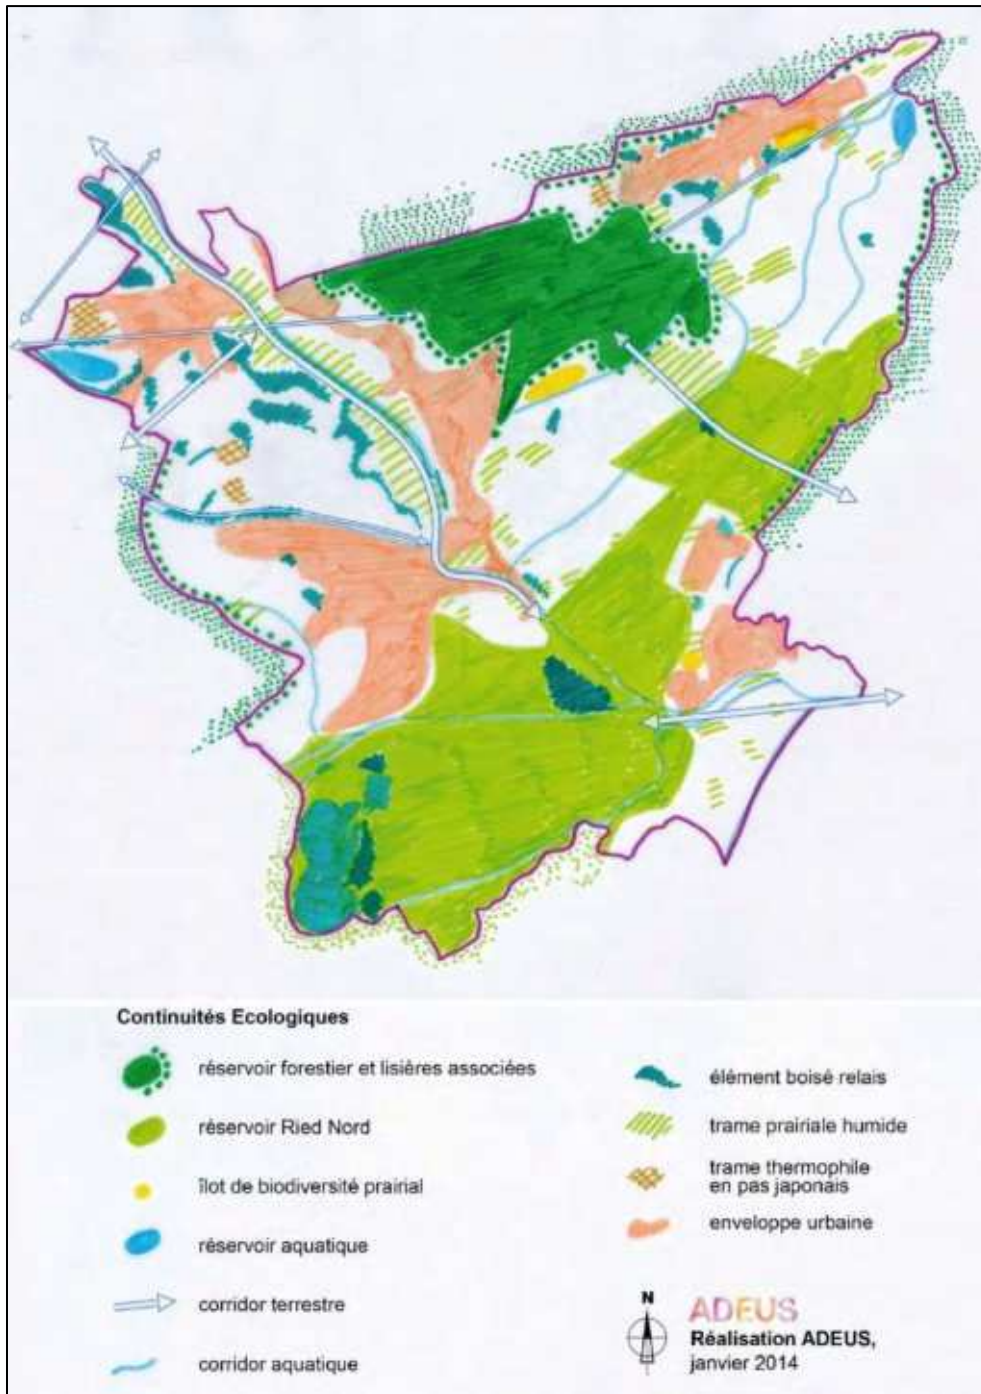 Continuités Ecologiques
réservoir forestier et lisières associées
réservoir Ried Nord
îlot de biodiversité prairial
réservoir aquatique
corridor terrestre
corridor aquatique
élément boisé relais
trame prairiale humide
trame thermophile
en pas japonais
enveloppe urbaine
N
ADEUS
Réalisation ADEUS,
janvier 2014